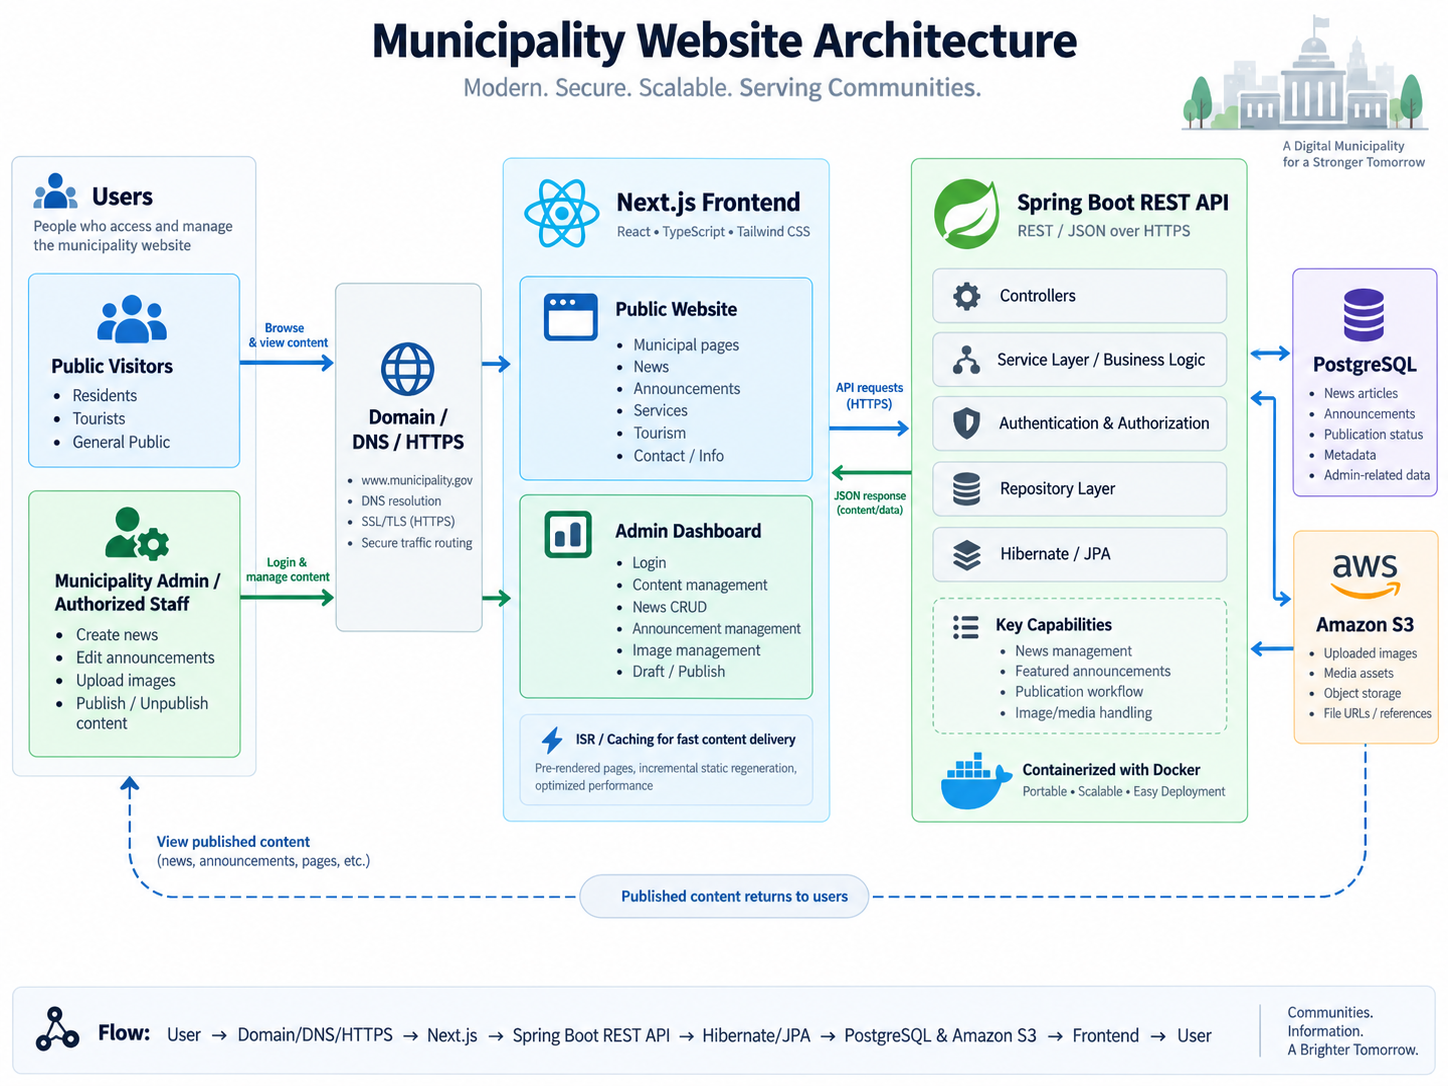 Municipality Website Architecture
Modern. Secure. Scalable. Serving Communities.
A Digital Municipality
for a Stronger Tomorrow
Users
People who access and manage
the municipality website
Public Visitors
• Residents
• Tourists
• General Public
Browse
& view content
Municipality Admin /
Authorized Staff
• Create news
• Edit announcements
• Upload images
• Publish / Unpublish
content
Login &
manage content
Domain /
DNS / HTTPS
• www.municipality.gov
• DNS resolution
• SSL/TLS (HTTPS)
• Secure traffic routing
Next.js Frontend
React • TypeScript • Tailwind CSS
Public Website
• Municipal pages
• News
• Announcements
• Services
• Tourism
• Contact / Info
Admin Dashboard
• Login
• Content management
• News CRUD
• Announcement management
• Image management
• Draft / Publish
ISR / Caching for fast content delivery
Pre-rendered pages, incremental static regeneration,
optimized performance
API requests
(HTTPS)
JSON response
(content/data)
Spring Boot REST API
REST / JSON over HTTPS
Controllers
Service Layer / Business Logic
Authentication & Authorization
Repository Layer
Hibernate / JPA
Key Capabilities
• News management
• Featured announcements
• Publication workflow
• Image/media handling
Containerized with Docker
Portable • Scalable • Easy Deployment
PostgreSQL
• News articles
• Announcements
• Publication status
• Metadata
• Admin-related data
aws
Amazon S3
• Uploaded images
• Media assets
• Object storage
• File URLs / references
View published content
(news, announcements, pages, etc.)
Published content returns to users
Flow: User → Domain/DNS/HTTPS → Next.js → Spring Boot REST API → Hibernate/JPA → PostgreSQL & Amazon S3 → Frontend → User
Communities.
Information.
A Brighter Tomorrow.